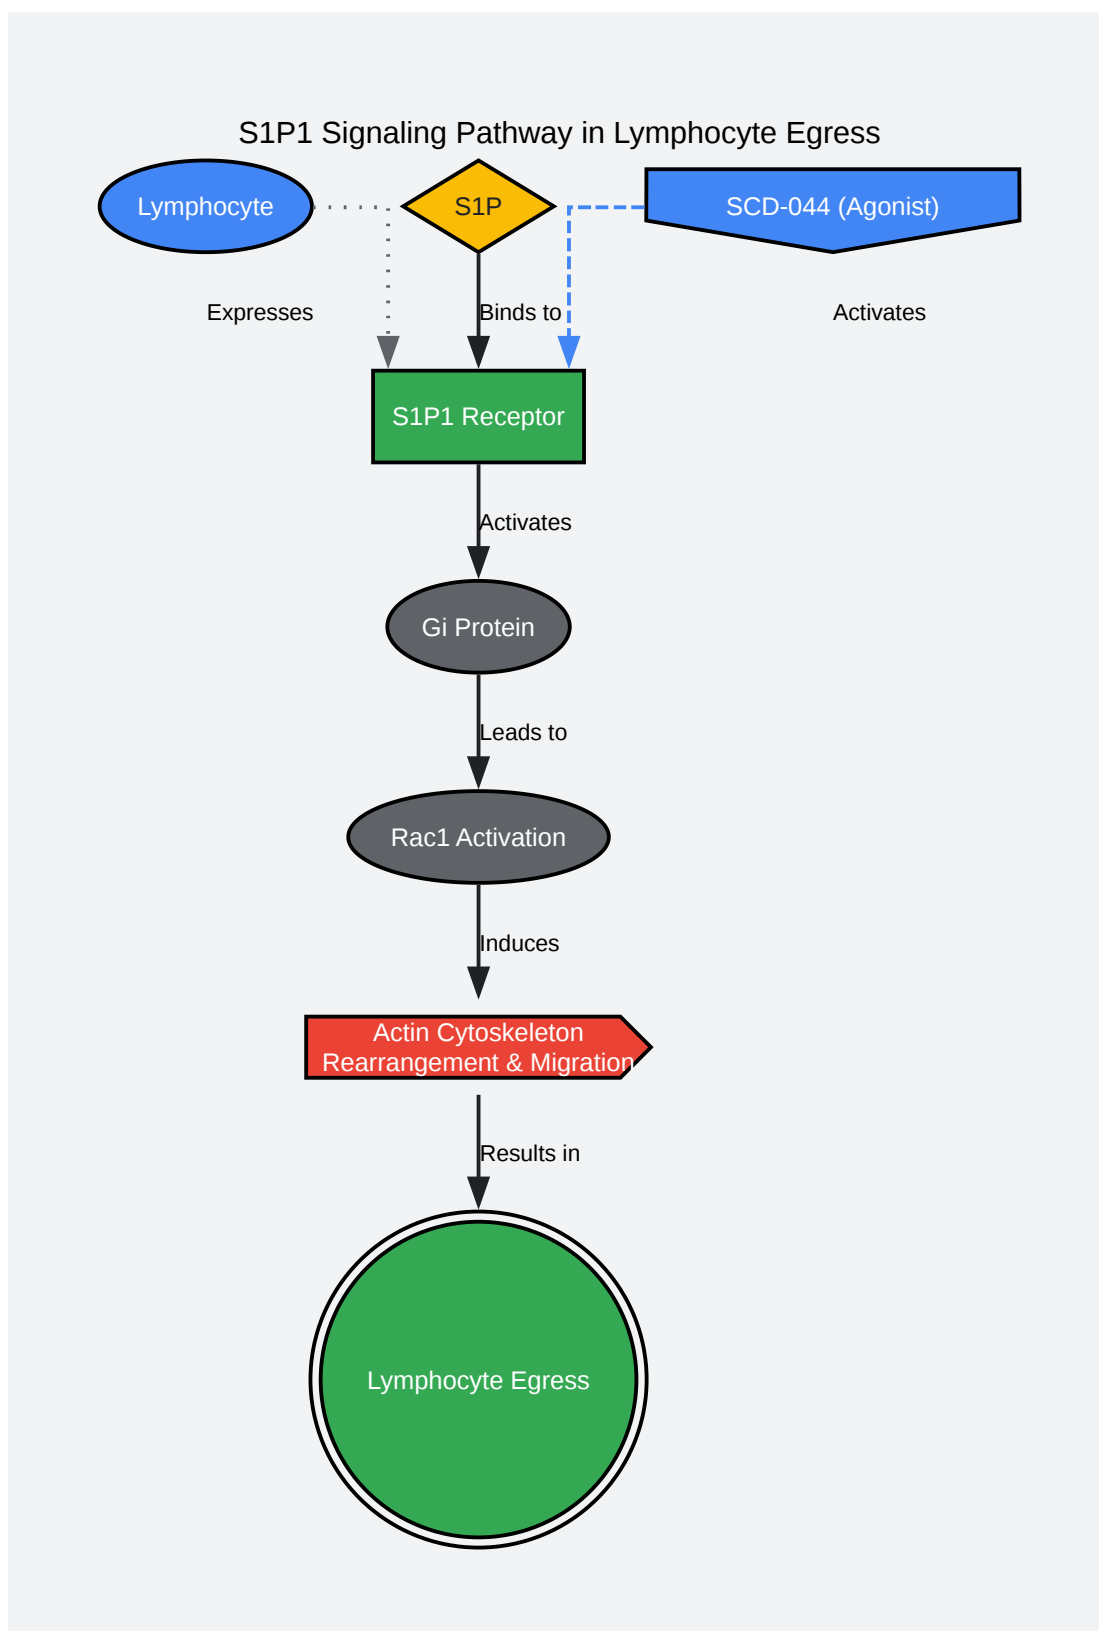 S1P1 Signaling Pathway in Lymphocyte Egress
Lymphocyte
S1P
SCD-044 (Agonist)
Expresses
Binds to
Activates
S1P1 Receptor
Activates
Gi Protein
Leads to
Rac1 Activation
Induces
Actin Cytoskeleton
Rearrangement & Migration
Results in
Lymphocyte Egress